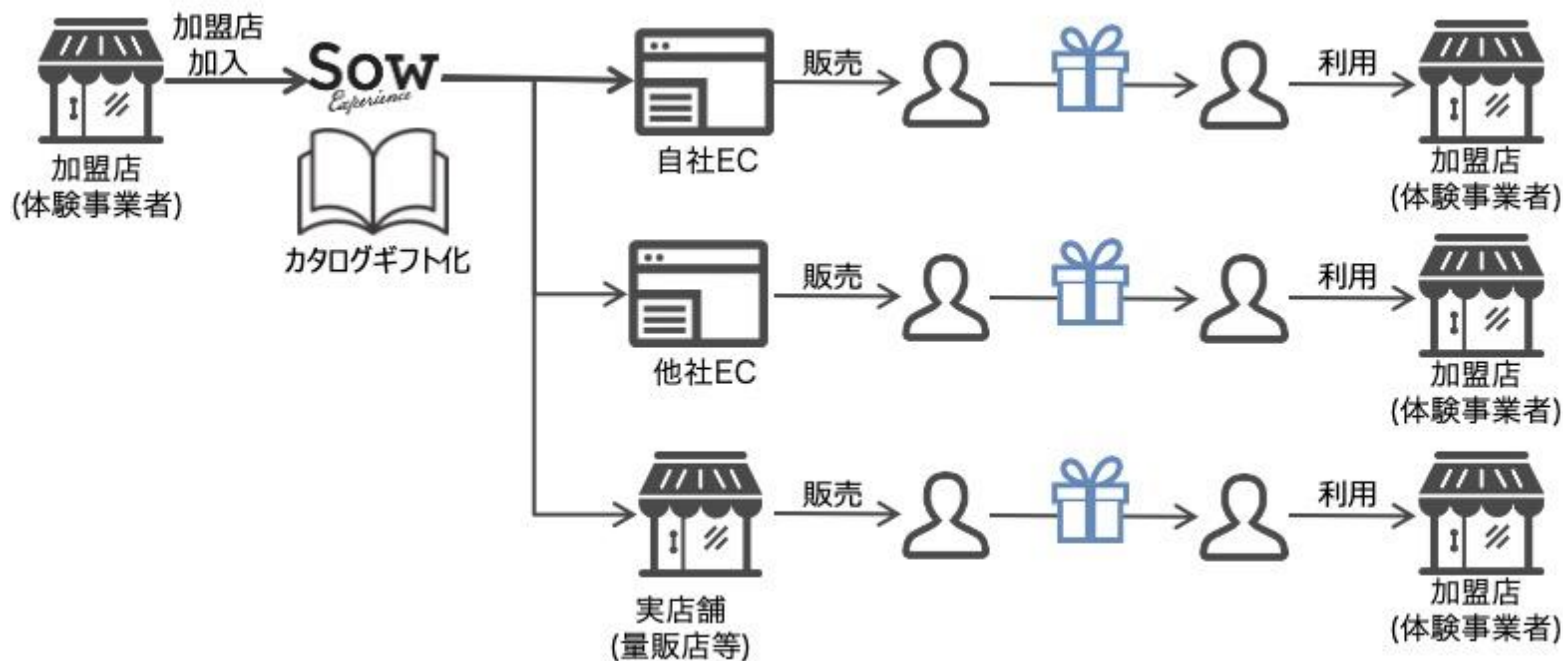 加盟店
加入
Sow
Experience
加盟店
(体験事業者)
カタログギフト化
自社EC
販売
利用
加盟店
(体験事業者)
他社EC
販売
利用
加盟店
(体験事業者)
実店舗
(量販店等)
販売
利用
加盟店
(体験事業者)